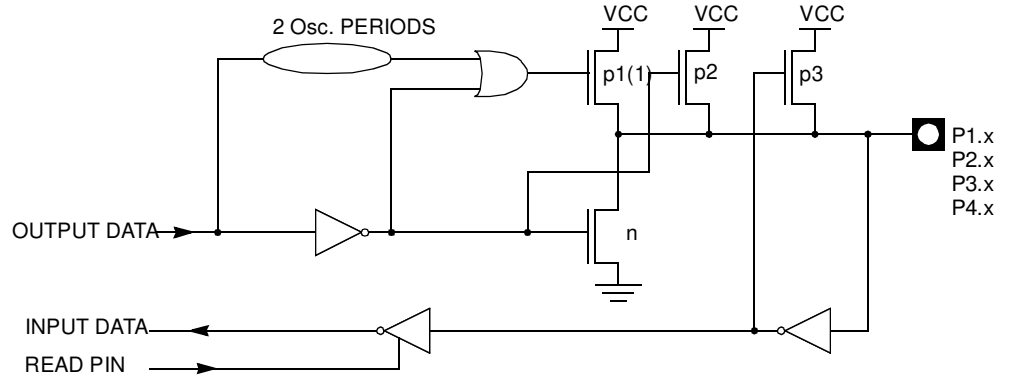 VCC
VCC
VCC
2 Osc. PERIODS
p1(1)
p2
p3
P1.x
P2.x
P3.x
P4.x
OUTPUT DATA
n
INPUT DATA
READ PIN